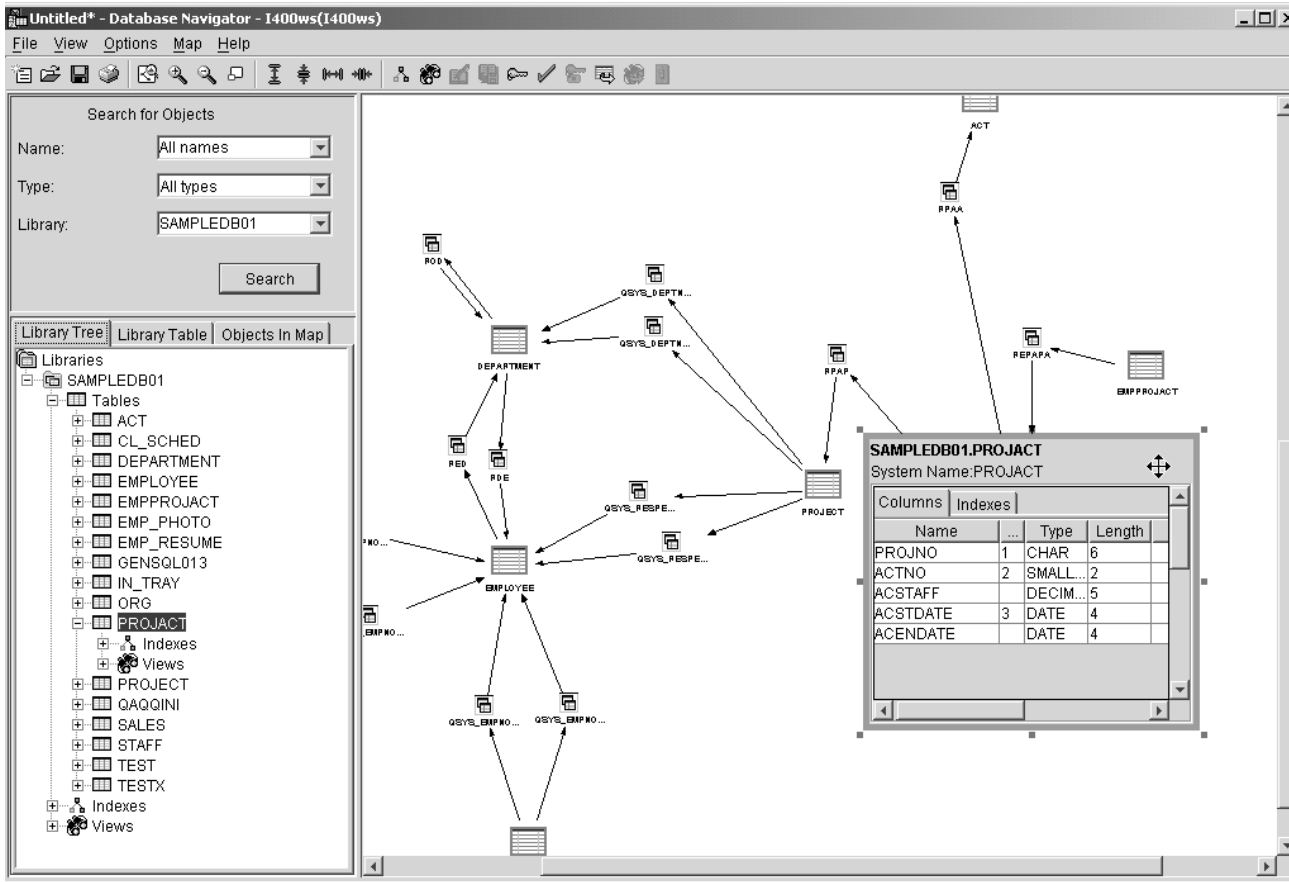 Untitled* - Database Navigator - I400ws(I400ws)
File View Options Map Help
Search for Objects
Name: All names
Type: All types
Library: SAMPLEDB01
Search
Library Tree Library Table Objects In Map
Libraries
SAMPLEDB01
Tables
ACT
CL_SCHED
DEPARTMENT
EMPLOYEE
EMPPROJACT
EMP_PHOTO
EMP_RESUME
GENSQL013
IN_TRAY
ORG
PROJACT
Indexes
Views
PROJECT
QAQQINI
SALES
STAFF
TEST
TESTX
Indexes
Views
ACT
RPAA
ROD
QSYS_DEPTN...
QSYS_DEPTN...
DEPARTMENT
RPAP
REPAPA
EMPPROJACT
RED
RDE
QSYS_RESPE...
PROJECT
QSYS_RESPE...
PNO...
EMPLOYEE
_EMPNO...
QSYS_EMPNO...
QSYS_EMPNO...
SAMPLEDB01.PROJACT
System Name:PROJACT
Columns Indexes
Name ... Type Length
PROJNO 1 CHAR 6
ACTNO 2 SMALL... 2
ACSTAFF DECIM... 5
ACSTDATE 3 DATE 4
ACENDATE DATE 4